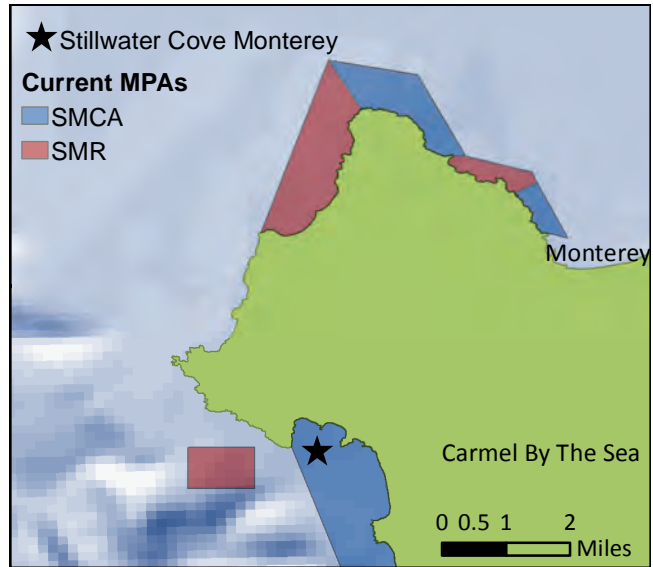 Stillwater Cove Monterey
Current MPAs
SMCA
SMR
Monterey
Carmel By The Sea
0 0.5 1 2
Miles